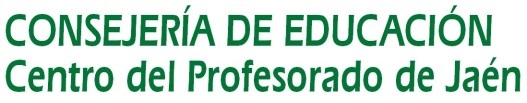 CONSEJERÍA DE EDUCACIÓN
Centro del Profesorado de Jaén